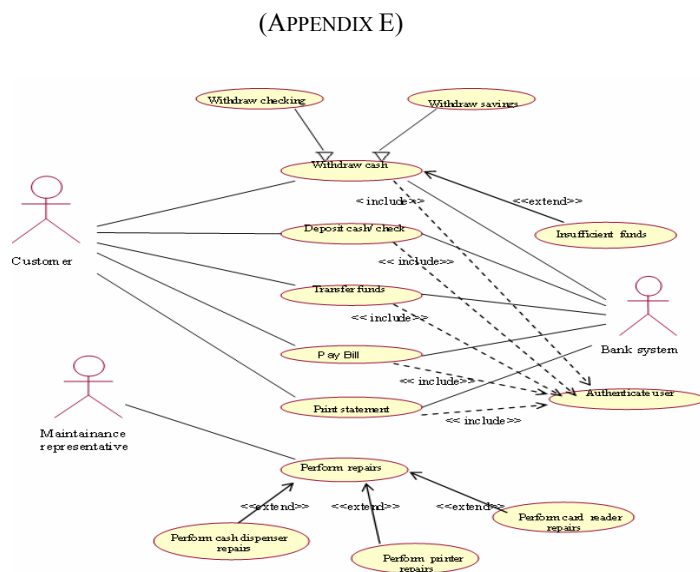 (APPENDIX E)
Withdraw checking
Withdraw savings
Withdraw cash
< include>>
<<extend>>
Deposit cash/ check
Insufficient funds
Customer
<< include>>
Transfer funds
<< include>>
Bank system
Pay Bill
<< include>>
Authenticate user
Print statement
<< include>>
Maintainance
representative
Perform repairs
<<extend>>
<<extend>>
<<extend>>
Perform card reader
repairs
Perform cash dispenser
repairs
Perform printer
repairs